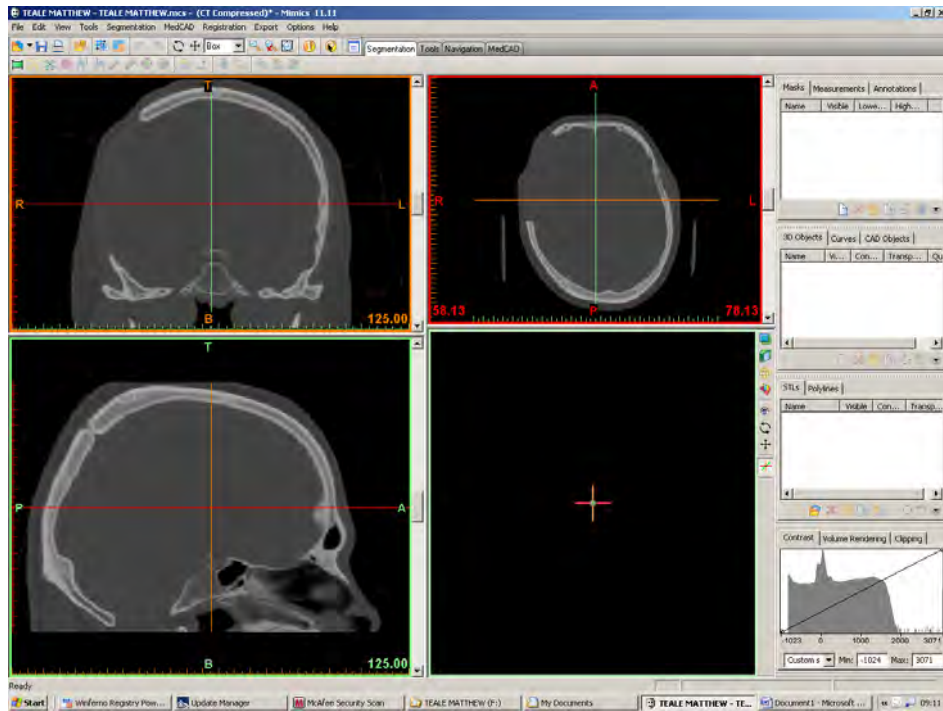 TEALE MATTHEW - TEALE MATTHEW.mcs - (CT Compressed)* - Mimics 11.11
File Edit View Tools Segmentation MedCAD Registration Export Options Help
Box
Segmentation Tools Navigation MedCAD
T
R
L
B
125.00
A
R
L
P
58.13
78.13
T
P
A
B
125.00
Masks Measurements Annotations
Name Visible Lowe... High...
3D Objects Curves CAD Objects
Name Vi... Con... Transp... Qu
STLs Polylines
Name Visible Con... Transp...
Contrast Volume Rendering Clipping
-1023 0 1000 2000 3071
Custom s Min: -1024 Max: 3071
Ready
Start Winferno Registry Pow... Update Manager McAfee Security Scan TEALE MATTHEW (F:) My Documents TEALE MATTHEW - TE... Document1 - Microsoft ... 09:11